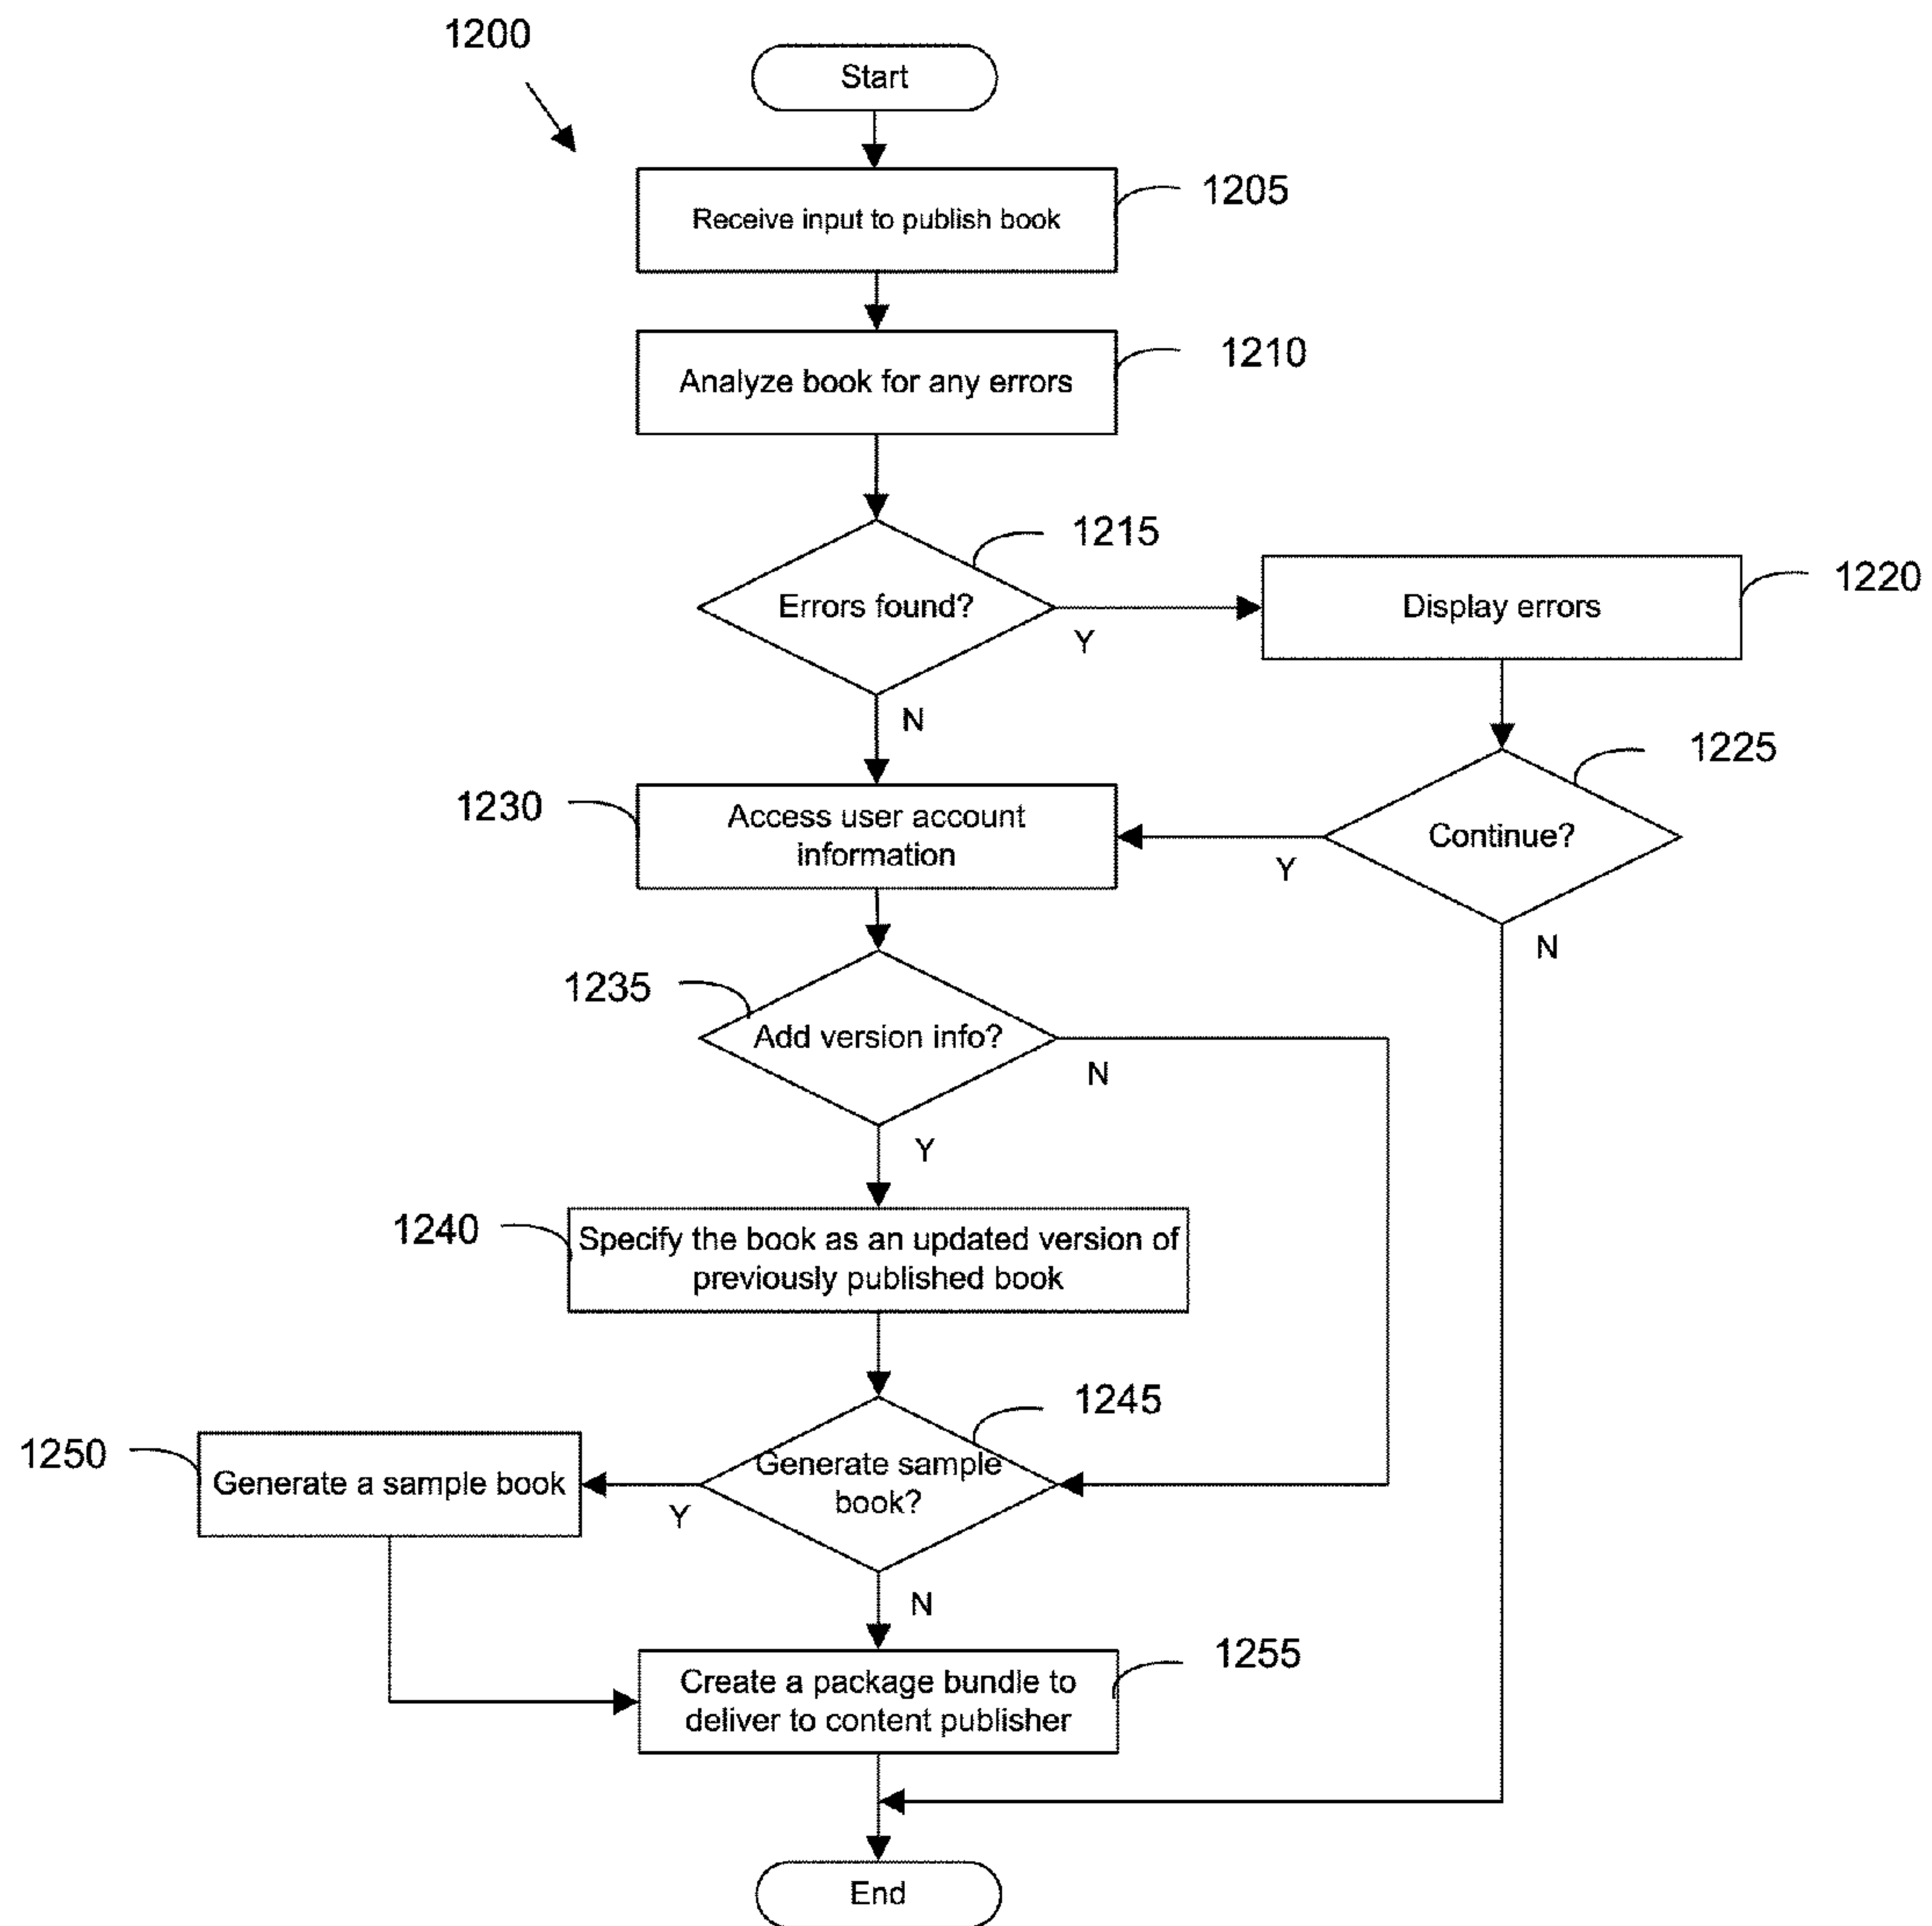 1200
Start
Receive input to publish book
1205
Analyze book for any errors
1210
Errors found?
1215
Y
N
Display errors
1220
Continue?
1225
Y
N
1230
Access user account
information
1235
Add version info?
N
Y
1240
Specify the book as an updated version of
previously published book
1245
Generate sample
book?
Y
N
1250
Generate a sample book
Create a package bundle to
deliver to content publisher
1255
End